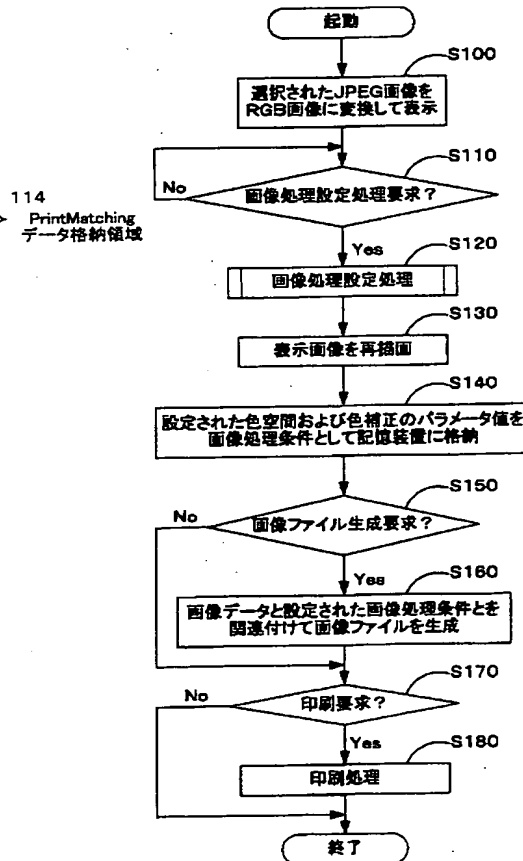 起動
S100
選択されたJPEG画像を
RGB画像に変換して表示
S110
No
画像処理設定処理要求？
114
PrintMatching
データ格納領域
Yes
S120
画像処理設定処理
S130
表示画像を再描画
S140
設定された色空間および色補正のパラメータ値を
画像処理条件として記憶装置に格納
S150
No
画像ファイル生成要求？
Yes
S160
画像データと設定された画像処理条件とを
関連付けて画像ファイルを生成
S170
No
印刷要求？
Yes
S180
印刷処理
終了